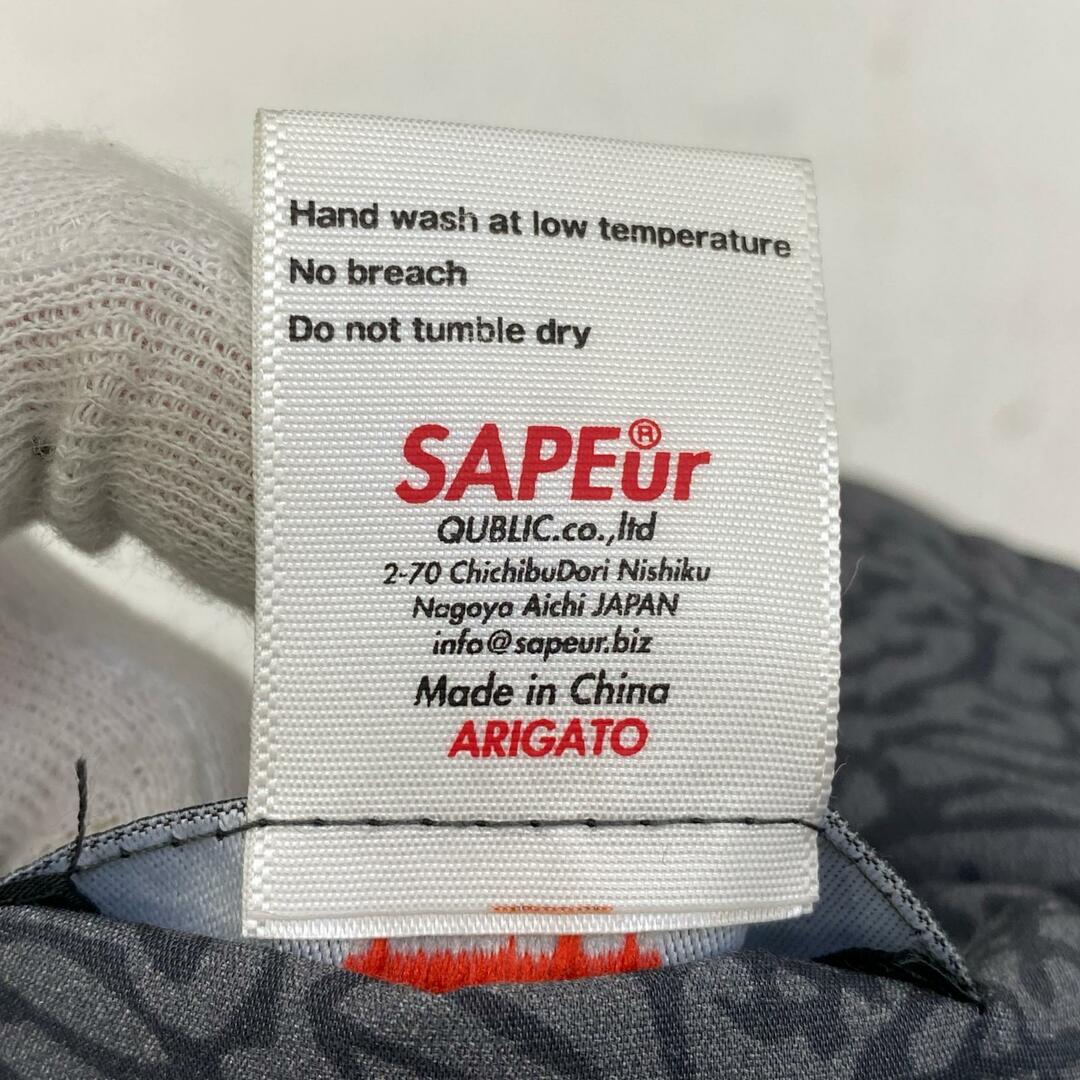 Hand wash at low temperature
No breach
Do not tumble dry
SAPEur®
QUBLIC.co.,ltd
2-70 ChichibuDori Nishiku
Nagoya Aichi JAPAN
info@sapeur.biz
Made in China
ARIGATO